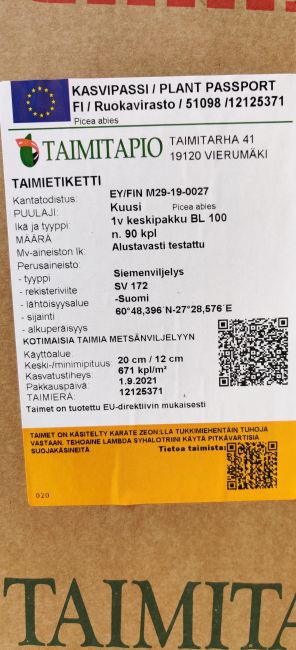 KASVIPASSI / PLANT PASSPORT
FI / Ruokavirasto / 51098 /12125371
Picea abies
TAIMITAPIO
TAIMITARHA 41
19120 VIERUMÄKI
TAIMIETIKETTI
Kantatodistus: EY/FIN M29-19-0027
PUULAJI: Kuusi Picea abies
Ikä ja tyyppi: 1v keskipakku BL 100
MÄÄRÄ n. 90 kpl
Mv-aineiston lk: Alustavasti testattu
Perusaineisto:
- tyyppi Siemenviljelys
- rekisteriviite SV 172
- lähtöisyysalue -Suomi
- sijainti 60°48,396´N-27°28,576´E
- alkuperäisyys
KOTIMAISIA TAIMIA METSÄNVILJELYYN
Käyttöalue
Keski-/minimipituus 20 cm / 12 cm
Kasvatustiheys: 671 kpl/m²
Pakkauspäivä: 1.9.2021
TAIMIERÄ: 12125371
Taimet on tuotettu EU-direktiivin mukaisesti
TAIMET ON KÄSITELTY KARATE ZEON:LLA TUKKIMIEHENTÄIN TUHOJA
VASTAAN. TEHOAINE LAMBDA SYHALOTRIINI KÄYTÄ PITKÄVARTISIA
SUOJAKÄSINEITÄ
Tietoa taimista:
020
TAIMITA